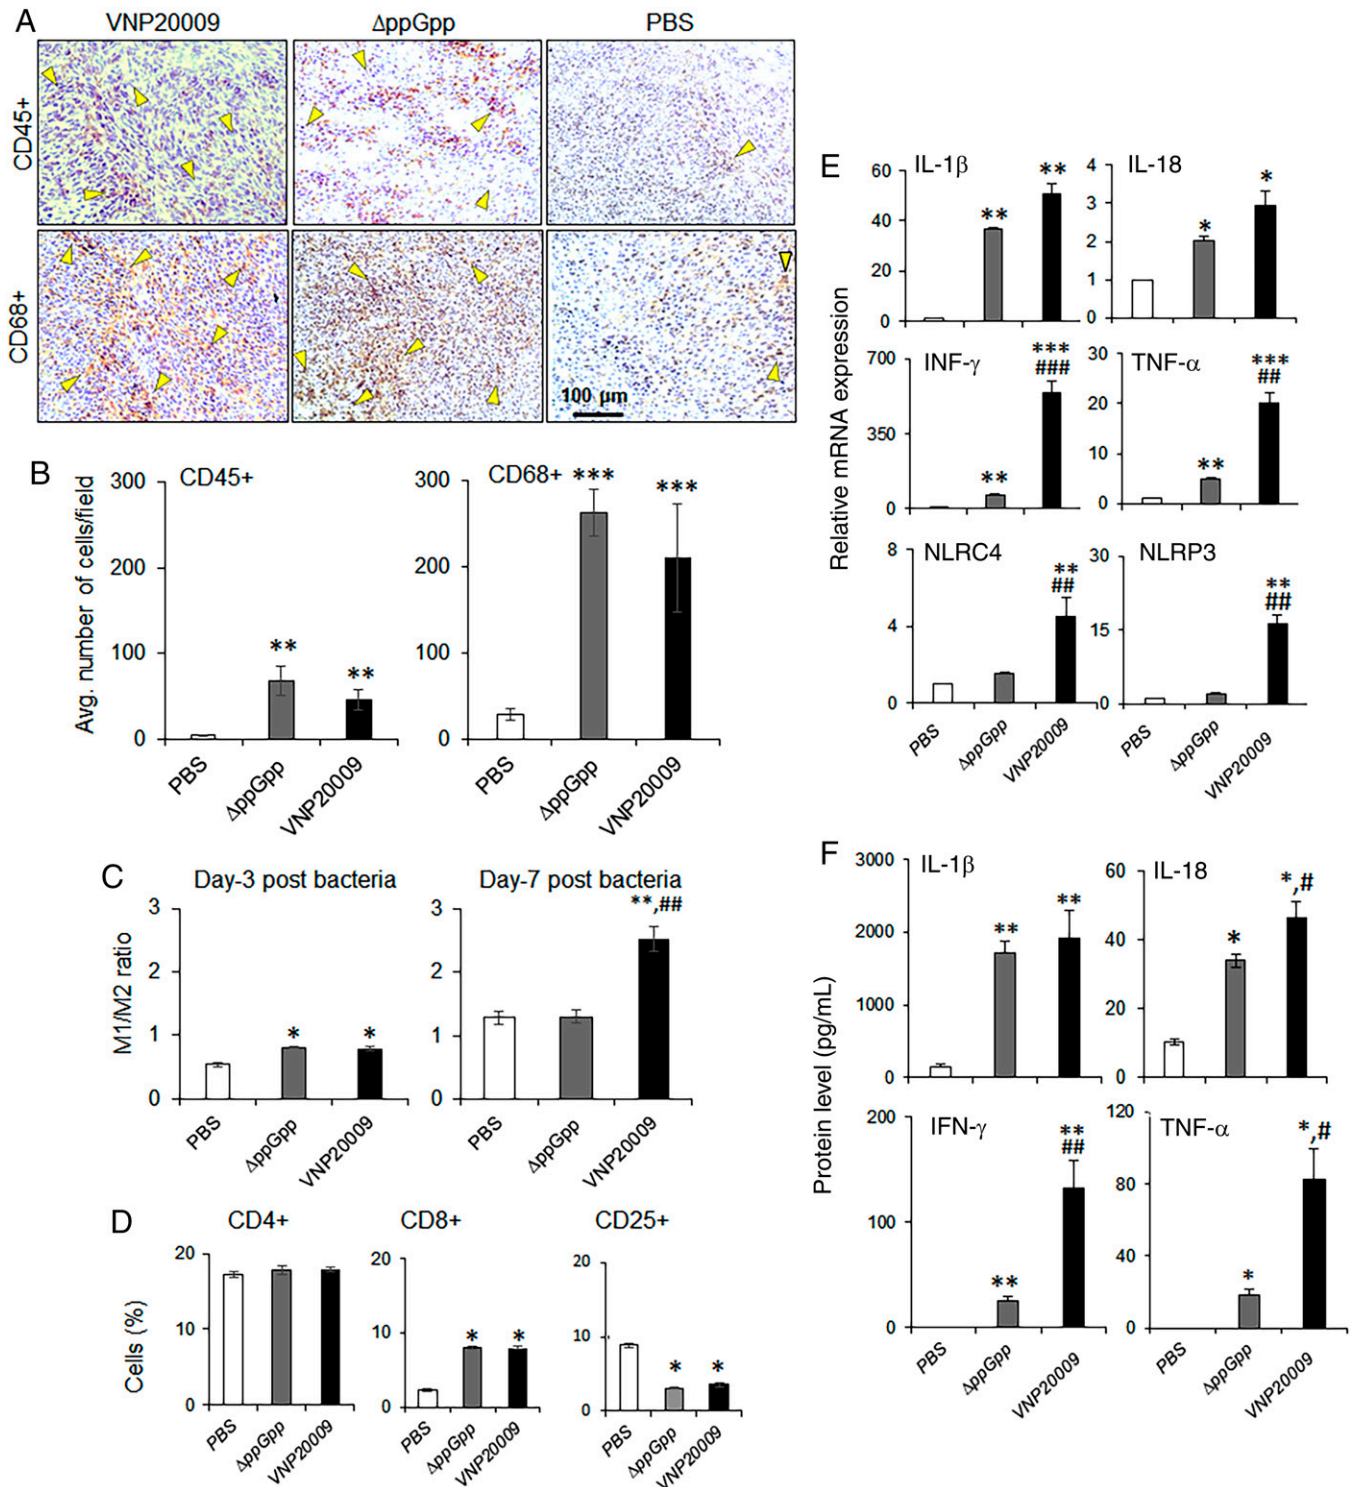 A
VNP20009
ΔppGpp
PBS
CD45+
CD68+
100 µm
B
Avg. number of cells/field
CD45+
300
200
100
0
**
**
PBS
ΔppGpp
VNP20009
CD68+
300
200
100
0
***
***
PBS
ΔppGpp
VNP20009
C
M1/M2 ratio
Day-3 post bacteria
3
2
1
0
*
*
PBS
ΔppGpp
VNP20009
Day-7 post bacteria
3
2
1
0
**,##
PBS
ΔppGpp
VNP20009
D
Cells (%)
CD4+
20
10
0
PBS
ΔppGpp
VNP20009
CD8+
20
10
0
*
*
PBS
ΔppGpp
VNP20009
CD25+
20
10
0
*
*
PBS
ΔppGpp
VNP20009
E
Relative mRNA expression
IL-1β
60
40
20
0
**
**
IL-18
4
3
2
1
0
*
*
INF-γ
700
350
0
**
***
###
TNF-α
30
20
10
0
**
***
##
NLRC4
8
4
0
**
##
PBS
ΔppGpp
VNP20009
NLRP3
30
15
0
**
##
PBS
ΔppGpp
VNP20009
F
Protein level (pg/mL)
IL-1β
3000
2000
1000
0
**
**
IL-18
60
40
20
0
*
*,#
IFN-γ
200
100
0
**
**
##
PBS
ΔppGpp
VNP20009
TNF-α
120
80
40
0
*
*,#
PBS
ΔppGpp
VNP20009